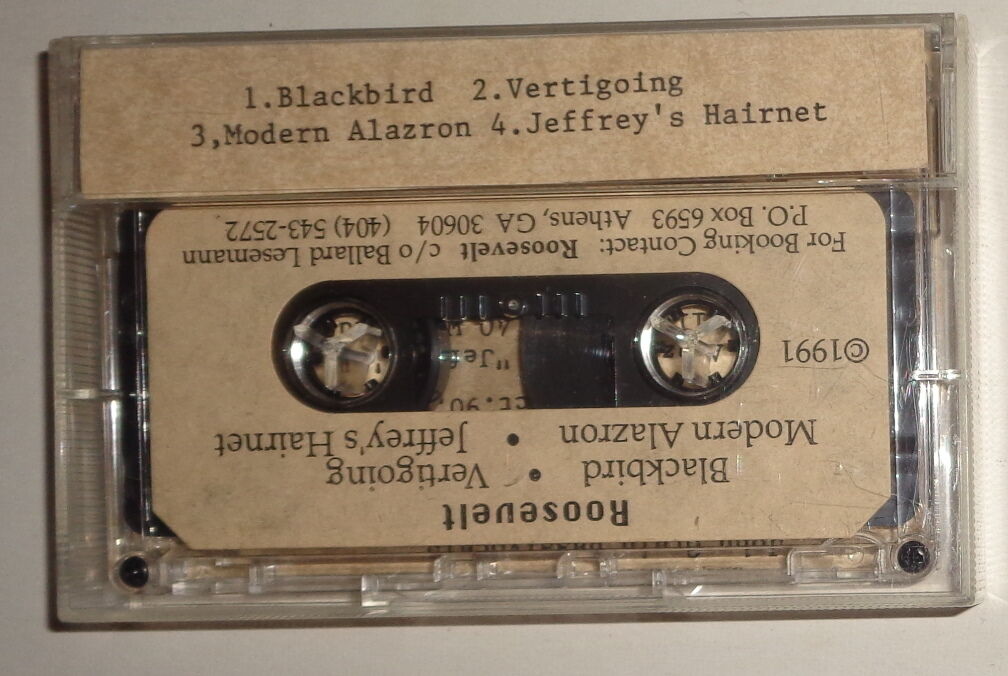 1.Blackbird 2.Vertigoing
3,Modern Alazron 4.Jeffrey's Hairnet
Roosevelt
Blackbird • Vertigoing
Modern Alazron • Jeffrey's Hairnet
©1991
For Booking Contact: Roosevelt c/o Ballard Lesemann
P.O. Box 6593 Athens, GA 30604 (404) 543-2572